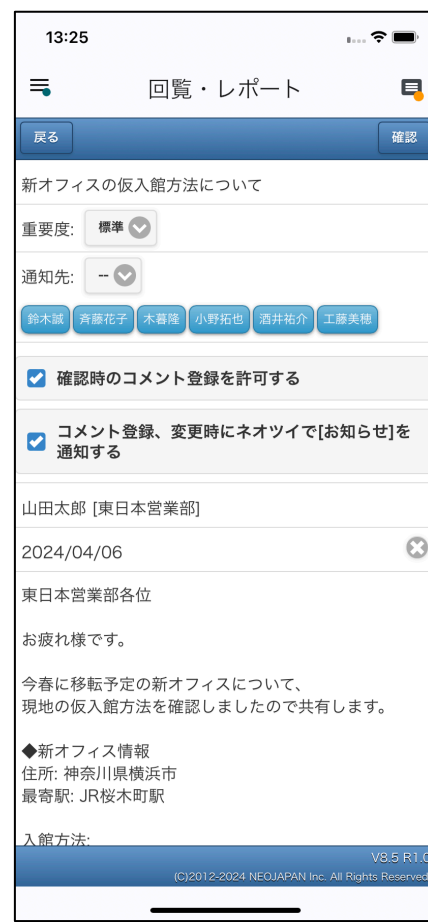 13:25
回覧・レポート
戻る
確認
新オフィスの仮入館方法について
重要度: 標準
通知先: --
鈴木誠 斉藤花子 木暮隆 小野拓也 酒井祐介 工藤美穂
確認時のコメント登録を許可する
コメント登録、変更時にネオツイで[お知らせ]を
通知する
山田太郎 [東日本営業部]
2024/04/06
東日本営業部各位
お疲れ様です。
今春に移転予定の新オフィスについて、
現地の仮入館方法を確認しましたので共有します。
◆新オフィス情報
住所: 神奈川県横浜市
最寄駅: JR桜木町駅
入館方法:
V8.5 R1.0
(C)2012-2024 NEOJAPAN Inc. All Rights Reserved